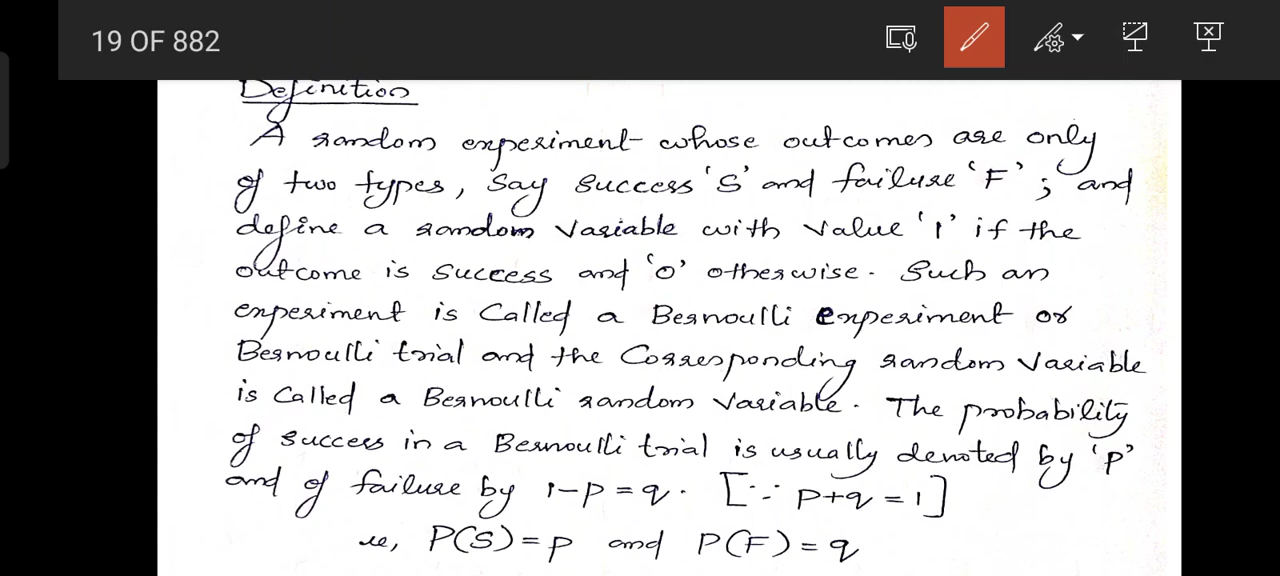 19 OF 882
Definition
A random experiment whose outcomes are only
of two types, say success 'S' and failure 'F'; and
define a random variable with value '1' if the
outcome is success and '0' otherwise. Such an
experiment is called a Bernoulli experiment or
Bernoulli trial and the corresponding random variable
is called a Bernoulli random variable. The probability
of success in a Bernoulli trial is usually denoted by 'p'
and of failure by 1-p = q. [∵ p+q = 1]
ie, P(S) = p and P(F) = q